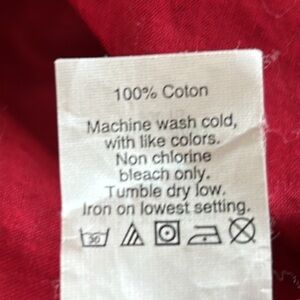 100% Coton
Machine wash cold,
with like colors.
Non chlorine
bleach only.
Tumble dry low.
Iron on lowest setting.
30